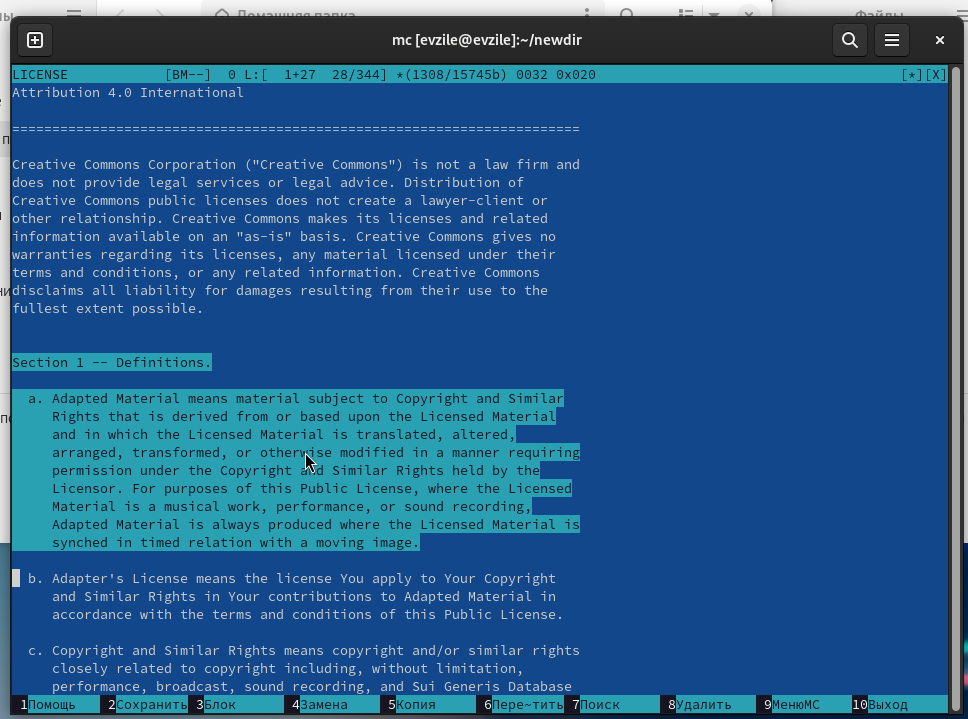 Домашняя папка
Файлы
mc [evzile@evzile]:~/newdir
LICENSE [BM--] 0 L:[ 1+27 28/344] *(1308/15745b) 0032 0x020 [*][X]
Attribution 4.0 International
=======================================================================
Creative Commons Corporation ("Creative Commons") is not a law firm and
does not provide legal services or legal advice. Distribution of
Creative Commons public licenses does not create a lawyer-client or
other relationship. Creative Commons makes its licenses and related
information available on an "as-is" basis. Creative Commons gives no
warranties regarding its licenses, any material licensed under their
terms and conditions, or any related information. Creative Commons
disclaims all liability for damages resulting from their use to the
fullest extent possible.
Section 1 -- Definitions.
a. Adapted Material means material subject to Copyright and Similar
Rights that is derived from or based upon the Licensed Material
and in which the Licensed Material is translated, altered,
arranged, transformed, or otherwise modified in a manner requiring
permission under the Copyright and Similar Rights held by the
Licensor. For purposes of this Public License, where the Licensed
Material is a musical work, performance, or sound recording,
Adapted Material is always produced where the Licensed Material is
synched in timed relation with a moving image.
b. Adapter's License means the license You apply to Your Copyright
and Similar Rights in Your contributions to Adapted Material in
accordance with the terms and conditions of this Public License.
c. Copyright and Similar Rights means copyright and/or similar rights
closely related to copyright including, without limitation,
performance, broadcast, sound recording, and Sui Generis Database
1Помощь 2Сохранить 3Блок 4Замена 5Копия 6Пере~тить 7Поиск 8Удалить 9МенюMC 10Выход